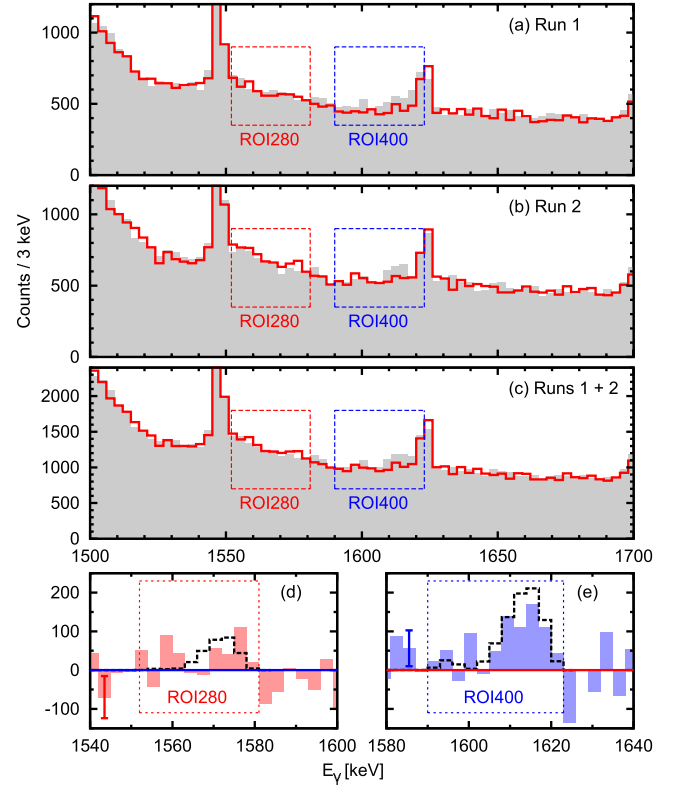 (a) Run 1
1000
500
0
ROI280
ROI400
(b) Run 2
1000
500
0
ROI280
ROI400
Counts / 3 keV
(c) Runs 1 + 2
2000
1500
1000
500
0
ROI280
ROI400
1500
1550
1600
1650
1700
(d)
(e)
200
100
0
-100
ROI280
ROI400
1540
1560
1580
1600
1580
1600
1620
1640
Eγ [keV]